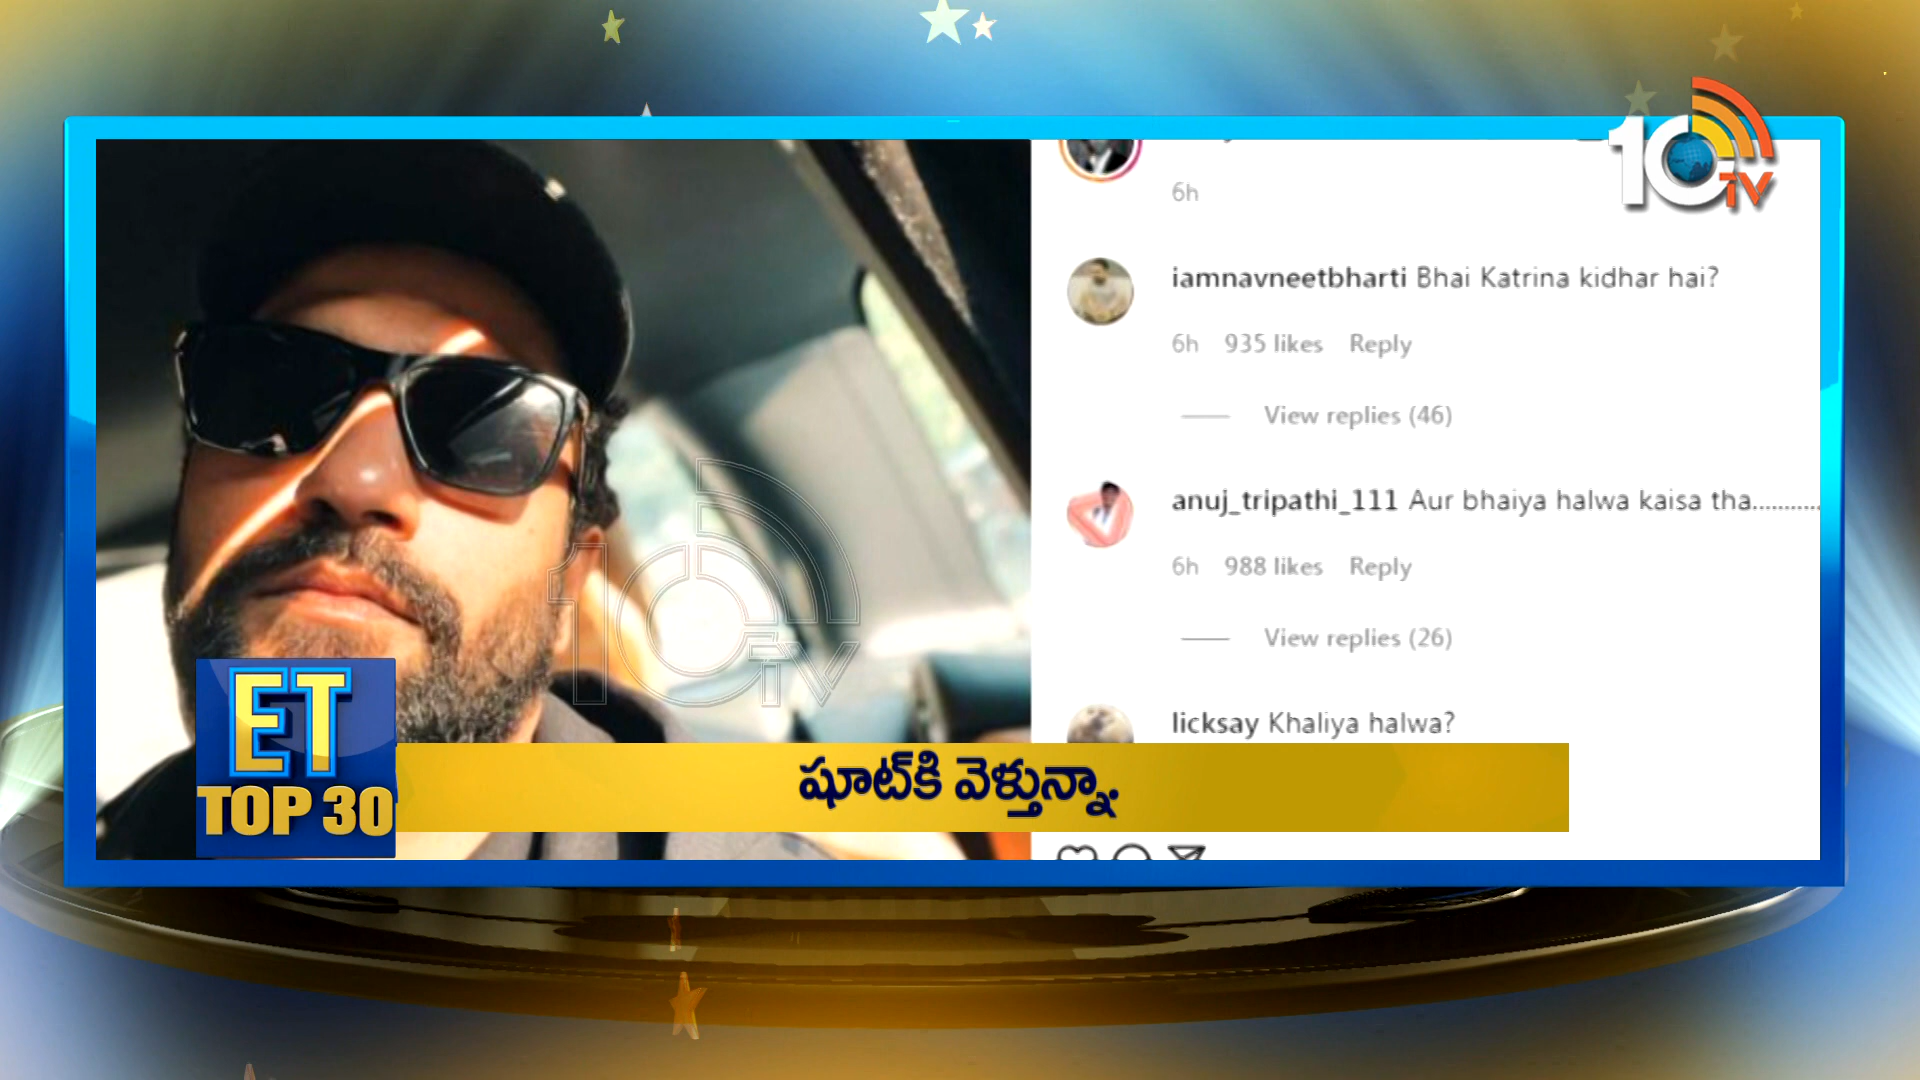 10TV
6h
iamnavneetbharti Bhai Katrina kidhar hai?
6h 935 likes Reply
View replies (46)
anuj_tripathi_111 Aur bhaiya halwa kaisa tha...........
6h 988 likes Reply
View replies (26)
licksay Khaliya halwa?
10TV
ET
TOP 30
షూట్‌కి వెళ్తున్నా.